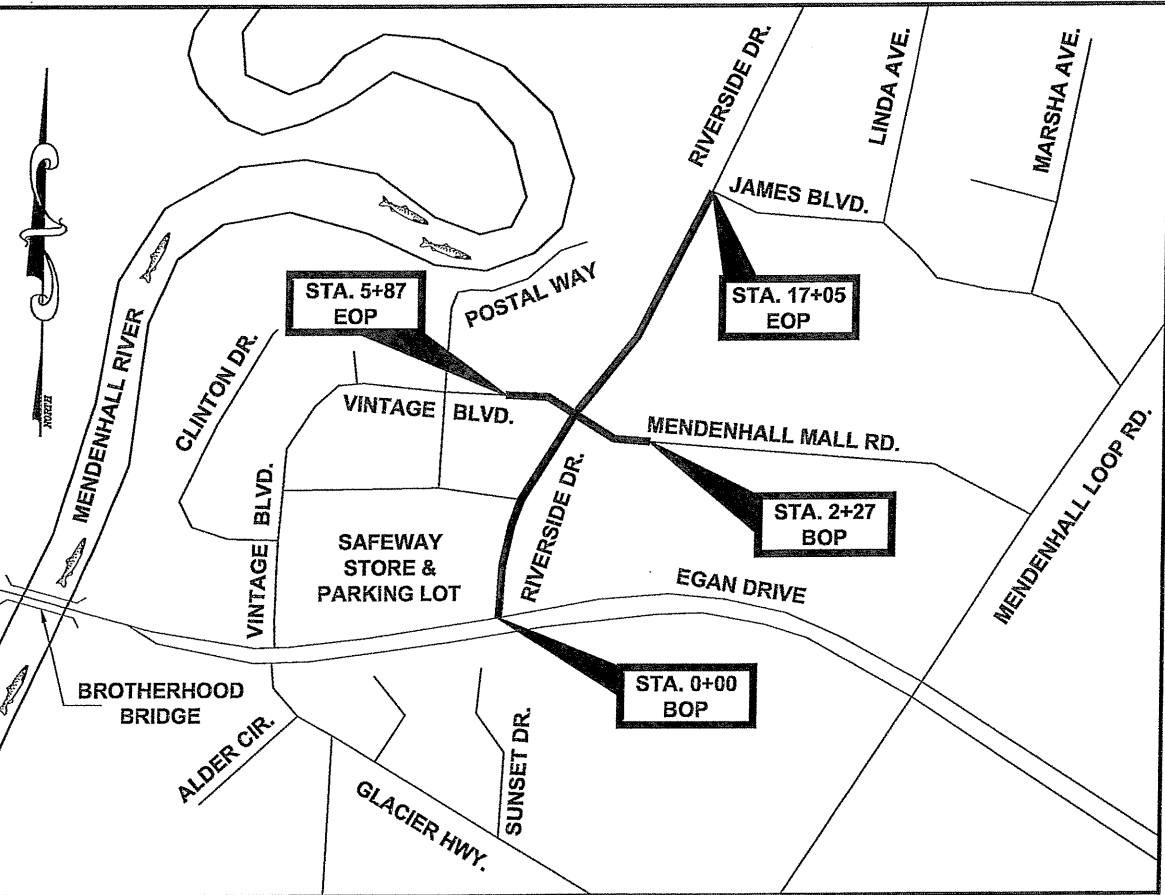 RIVERSIDE DR.
LINDA AVE.
MARSHA AVE.
JAMES BLVD.
STA. 17+05
EOP
STA. 5+87
EOP
POSTAL WAY
MENDENHALL RIVER
NORTH
CLINTON DR.
VINTAGE BLVD.
MENDENHALL MALL RD.
MENDENHALL LOOP RD.
VINTAGE BLVD.
RIVERSIDE DR.
STA. 2+27
BOP
SAFEWAY
STORE &
PARKING LOT
EGAN DRIVE
STA. 0+00
BOP
BROTHERHOOD
BRIDGE
ALDER CIR.
GLACIER HWY.
SUNSET DR.